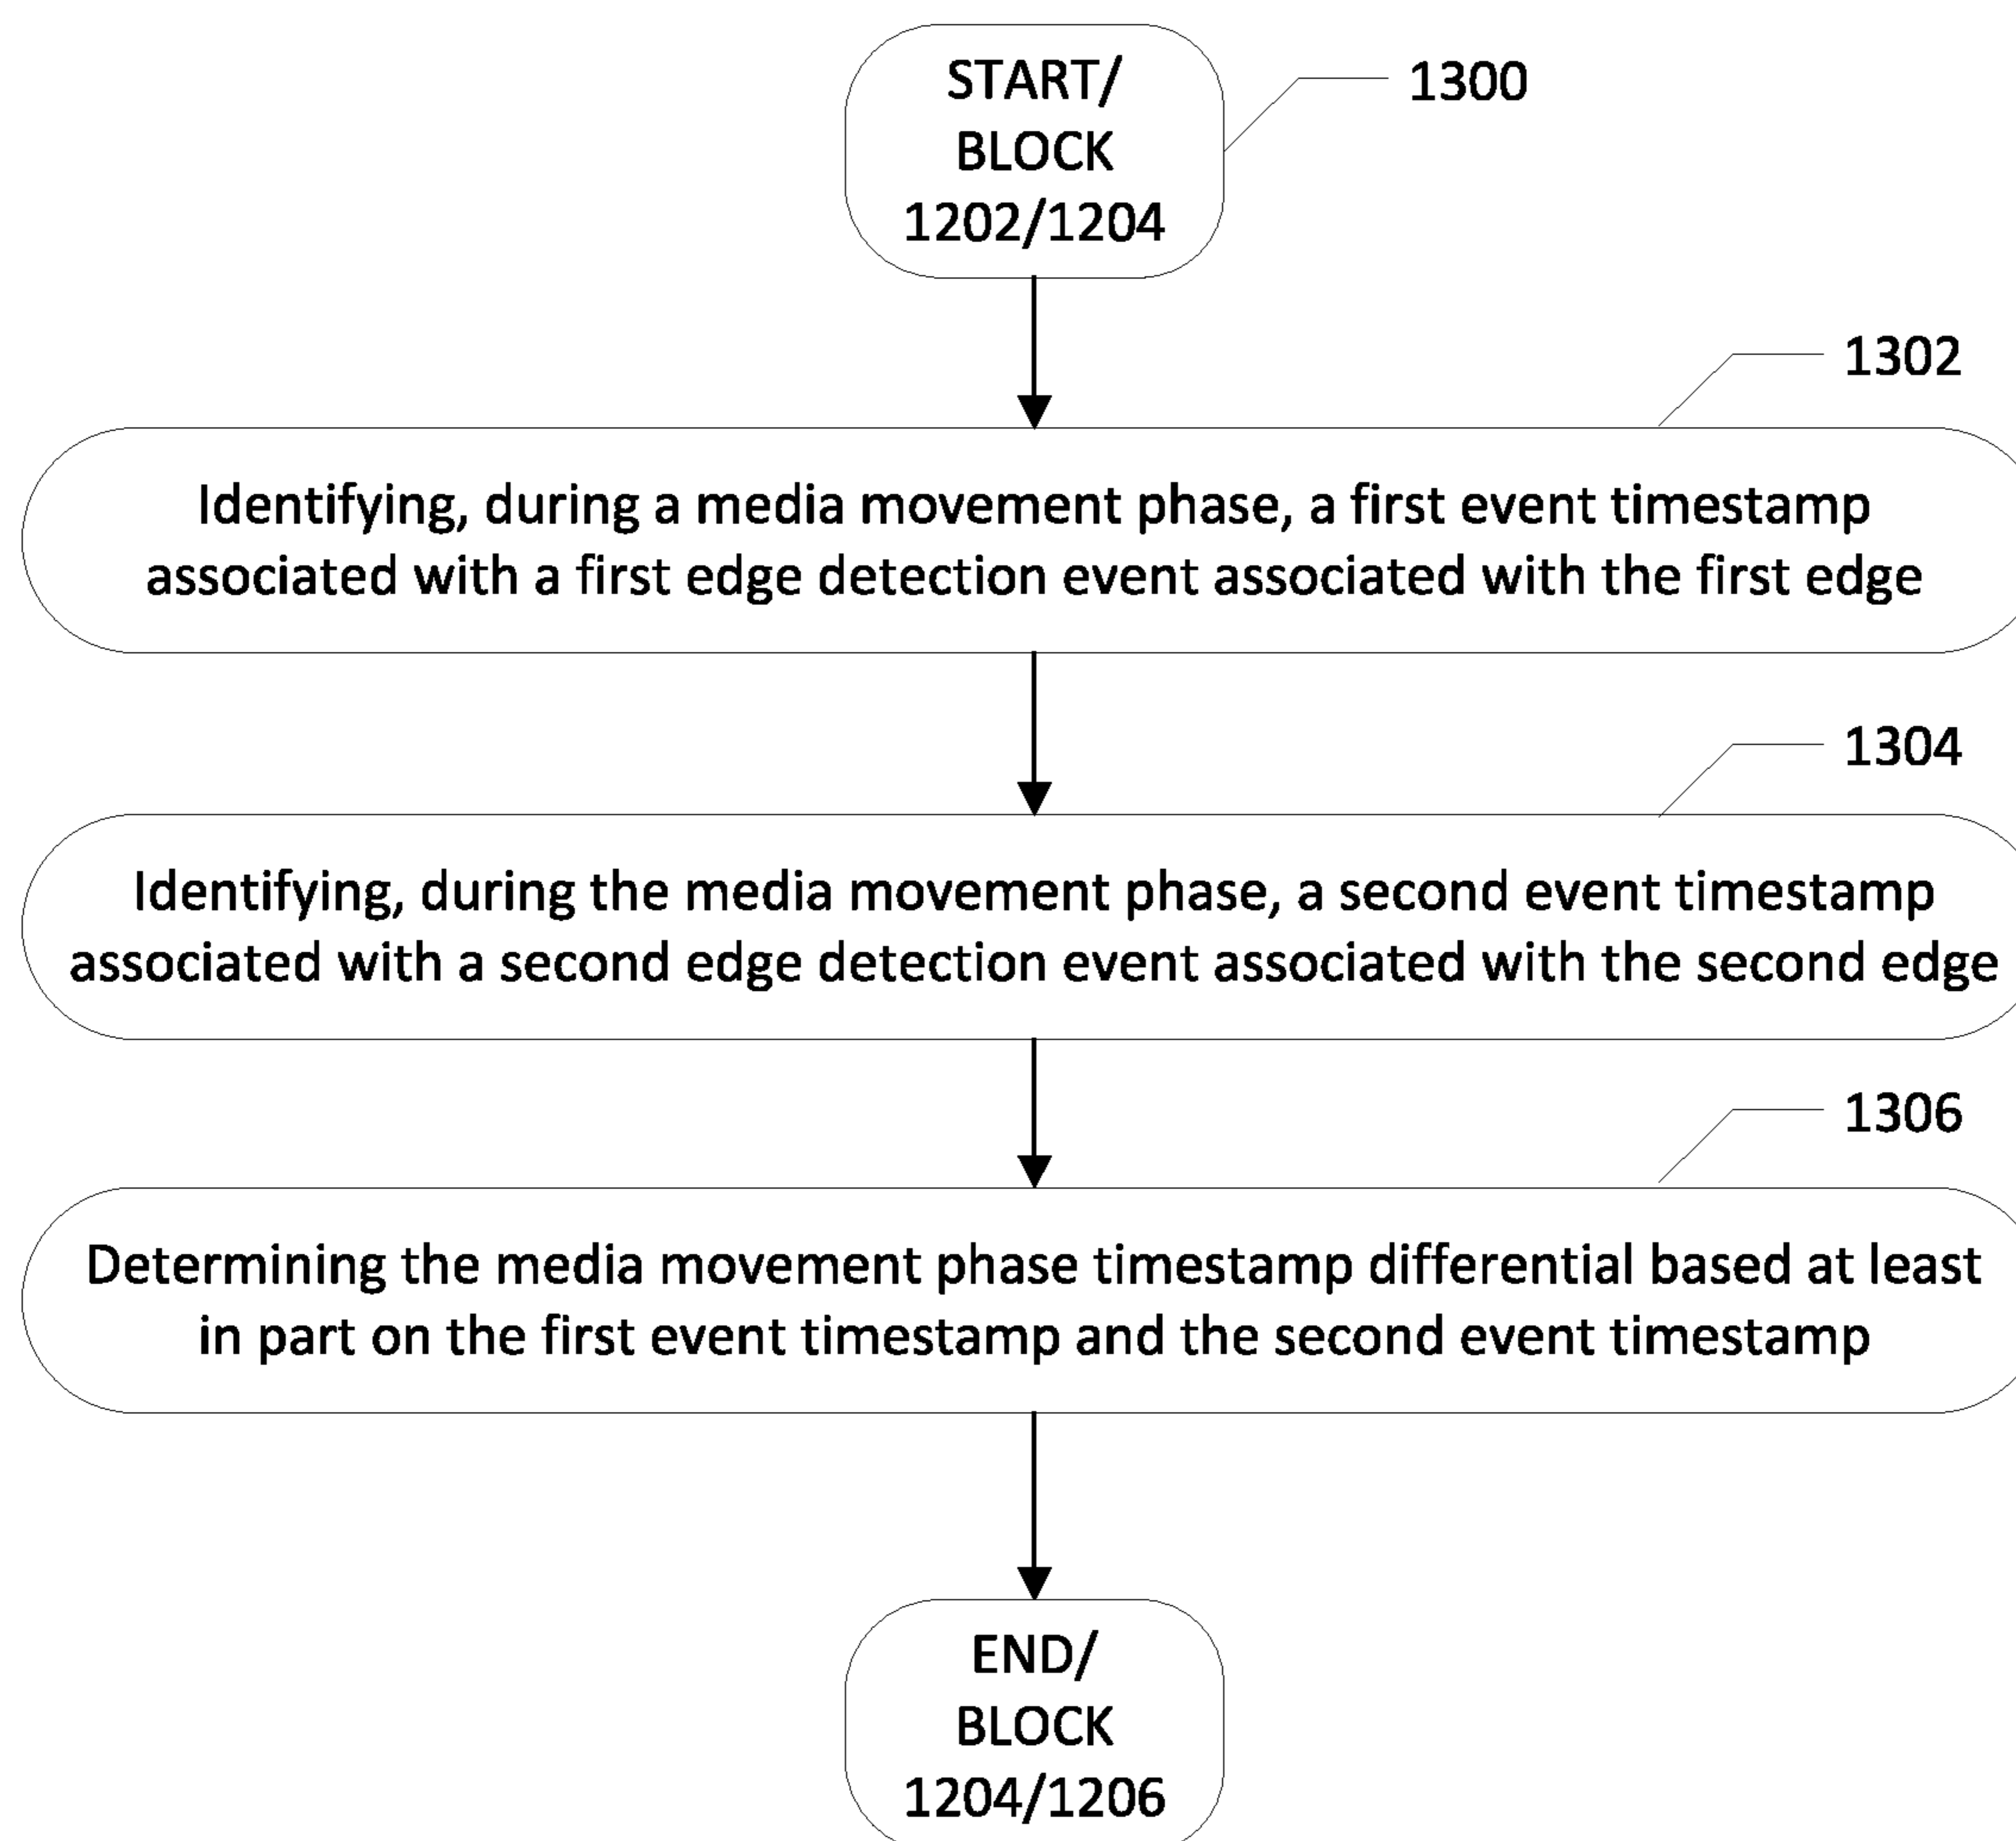 START/
BLOCK
1202/1204
1300
1302
Identifying, during a media movement phase, a first event timestamp
associated with a first edge detection event associated with the first edge
1304
Identifying, during the media movement phase, a second event timestamp
associated with a second edge detection event associated with the second edge
1306
Determining the media movement phase timestamp differential based at least
in part on the first event timestamp and the second event timestamp
END/
BLOCK
1204/1206